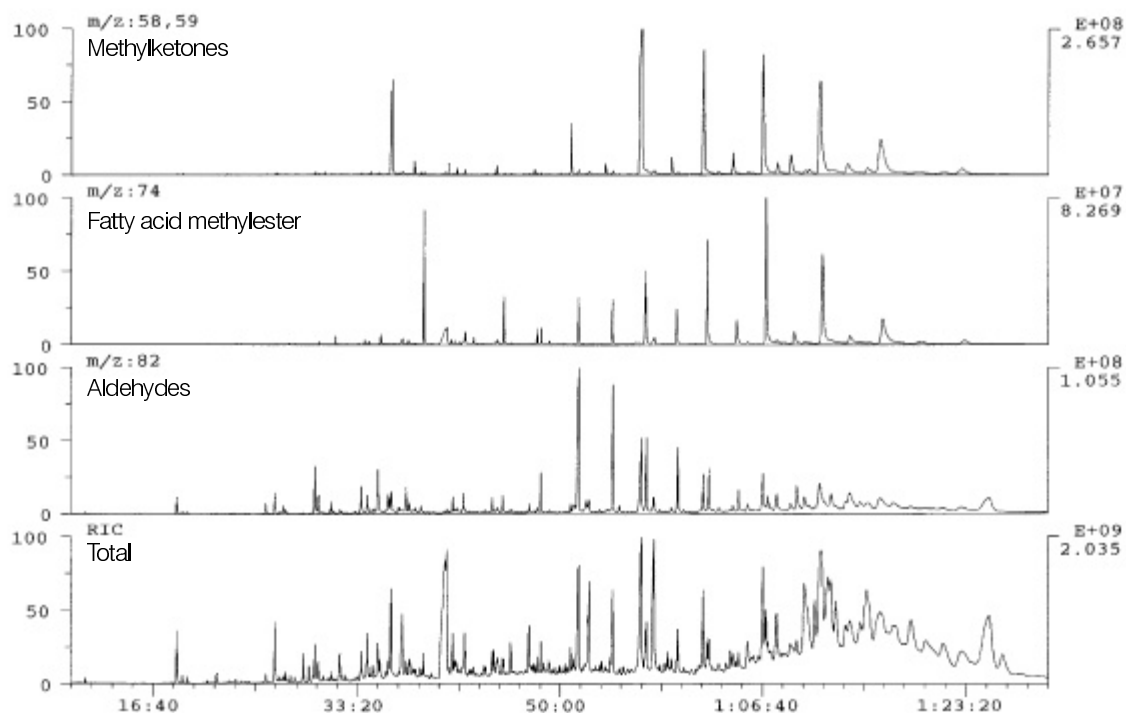 m/z:58,59
Methylketones
E+08
2.657
100
50
0
m/z:74
Fatty acid methylester
E+07
8.269
100
50
0
m/z:82
Aldehydes
E+08
1.055
100
50
0
RIC
Total
E+09
2.035
100
50
0
16:40 33:20 50:00 1:06:40 1:23:20